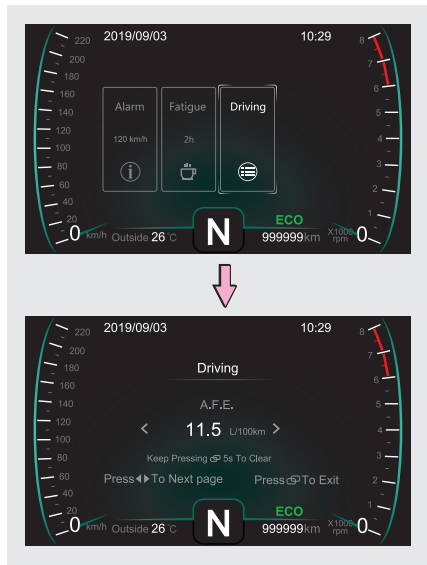 2019/09/03 10:29
220
200
180
160
140
120
100
80
60
40
20
0 km/h
8
7
6
5
4
3
2
1
X1000 rpm 0
Alarm Fatigue Driving
120 km/h 2h
ECO
Outside 26 °C N 999999 km
2019/09/03 10:29
220
200
180
160
140
120
100
80
60
40
20
0 km/h
8
7
6
5
4
3
2
1
X1000 rpm 0
Driving
A.F.E.
< 11.5 L/100km >
Keep Pressing 5s To Clear
Press To Next page Press To Exit
ECO
Outside 26 °C N 999999 km